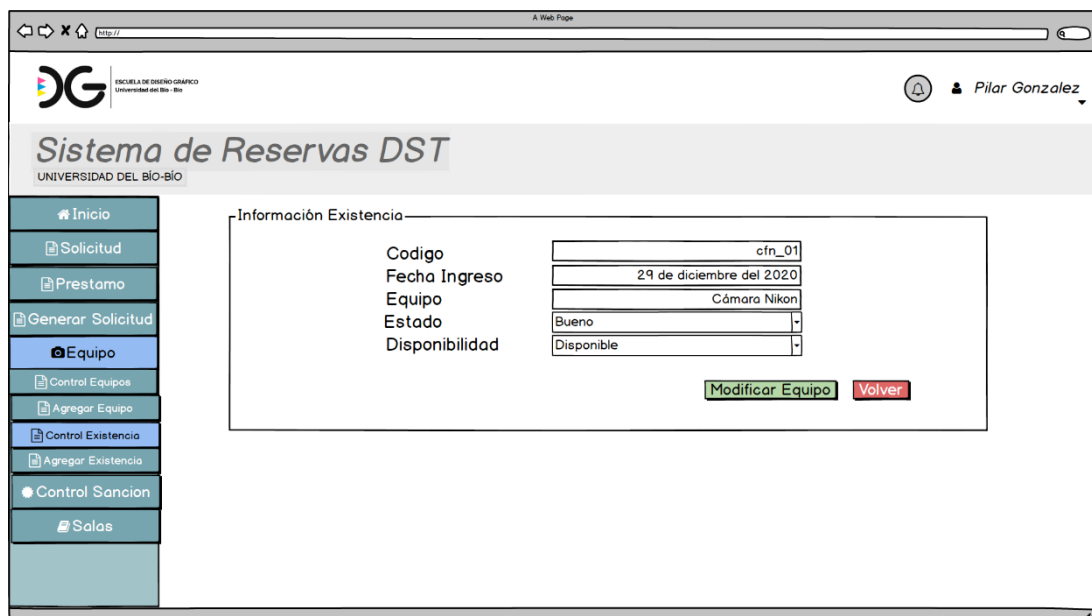 A Web Page
http://
DG
ESCUELA DE DISEÑO GRÁFICO
Universidad del Bío - Bío
Pilar Gonzalez
Sistema de Reservas DST
UNIVERSIDAD DEL BÍO-BÍO
Inicio
Solicitud
Prestamo
Generar Solicitud
Equipo
Control Equipos
Agregar Equipo
Control Existencia
Agregar Existencia
Control Sancion
Salas
Información Existencia
Codigo cfn_01
Fecha Ingreso 29 de diciembre del 2020
Equipo Cámara Nikon
Estado Bueno
Disponibilidad Disponible
Modificar Equipo Volver